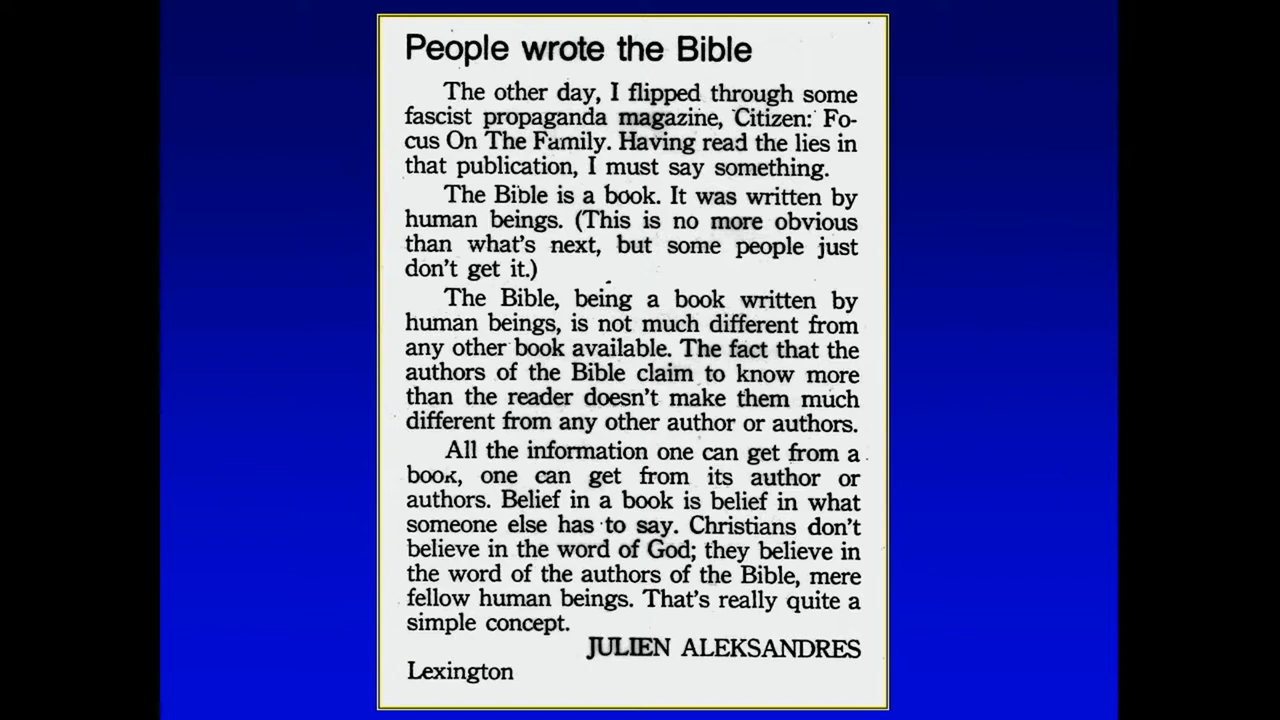 People wrote the Bible
The other day, I flipped through some
fascist propaganda magazine, Citizen: Fo-
cus On The Family. Having read the lies in
that publication, I must say something.
The Bible is a book. It was written by
human beings. (This is no more obvious
than what's next, but some people just
don't get it.)
The Bible, being a book written by
human beings, is not much different from
any other book available. The fact that the
authors of the Bible claim to know more
than the reader doesn't make them much
different from any other author or authors.
All the information one can get from a
book, one can get from its author or
authors. Belief in a book is belief in what
someone else has to say. Christians don't
believe in the word of God; they believe in
the word of the authors of the Bible, mere
fellow human beings. That's really quite a
simple concept.
JULIEN ALEKSANDRES
Lexington